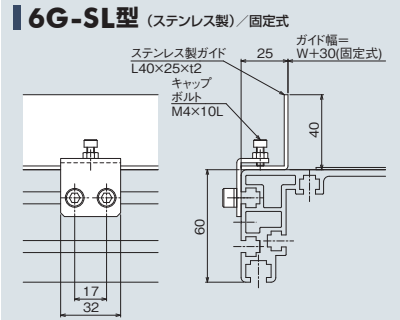 6G-SL型 (ステンレス製)／固定式
ステンレス製ガイド
L40×25×t2
キャップ
ボルト
M4×10L
25
ガイド幅=
W+30(固定式)
40
60
17
32